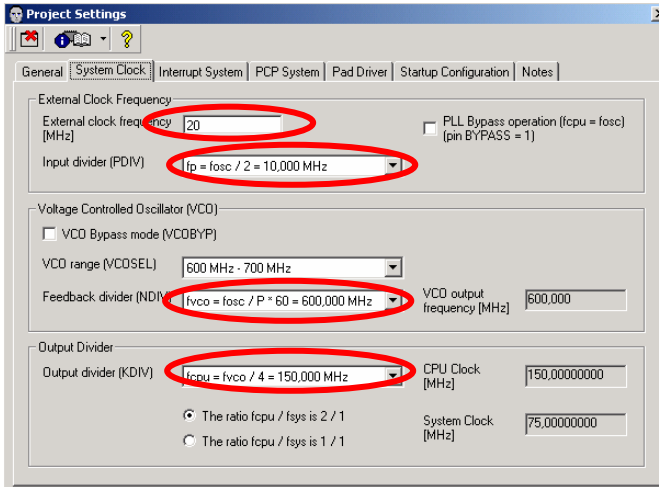 Project Settings
General System Clock Interrupt System PCP System Pad Driver Startup Configuration Notes
External Clock Frequency
External clock frequency [MHz]
20
PLL Bypass operation (fcpu = fosc)
(pin BYPASS = 1)
Input divider (PDIV)
fp = fosc / 2 = 10,000 MHz
Voltage Controlled Oscillator (VCO)
VCO Bypass mode (VCOBYP)
VCO range (VCOSEL)
600 MHz - 700 MHz
Feedback divider (NDIV)
fvco = osc / P * 60 = 600,000 MHz
VCO output
frequency [MHz]
600,000
Output Divider
Output divider (KDIV)
fcpu = fvco / 4 = 150,000 MHz
CPU Clock
[MHz]
150,00000000
The ratio fcpu / fsys is 2 / 1
The ratio fcpu / fsys is 1 / 1
System Clock
[MHz]
75,00000000